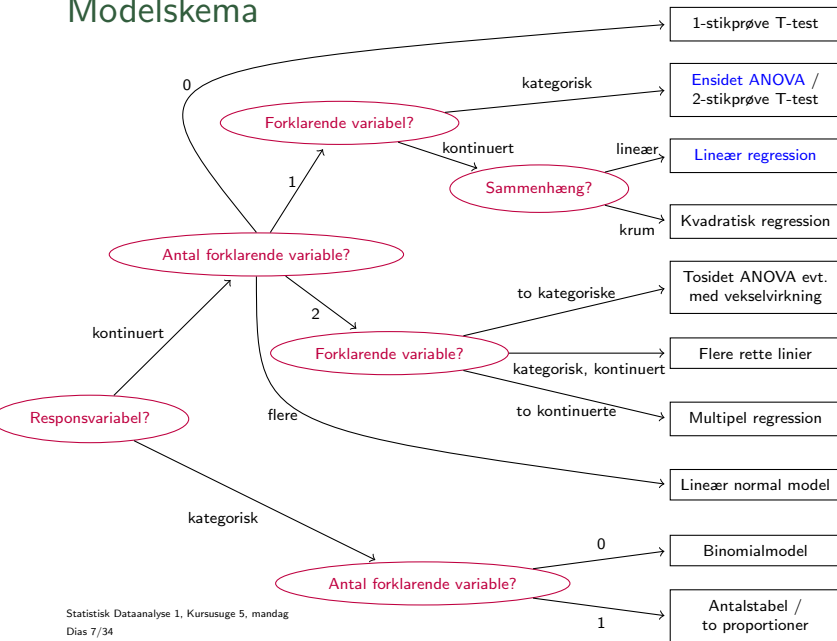 Modelskema
0
1-stikprøve T-test
kategorisk
Ensidet ANOVA /
2-stikprøve T-test
Forklarende variabel?
kontinuert
lineær
Lineær regression
1
Sammenhæng?
krum
Kvadratisk regression
Antal forklarende variable?
to kategoriske
Tosidet ANOVA evt.
med vekselvirkning
2
kontinuert
Forklarende variable?
kategorisk, kontinuert
Flere rette linier
Responsvariabel?
flere
to kontinuerte
Multipel regression
Lineær normal model
kategorisk
0
Binomialmodel
Antal forklarende variable?
1
Antalstabel /
to proportioner
Statistisk Dataanalyse 1, Kursusuge 5, mandag
Dias 7/34